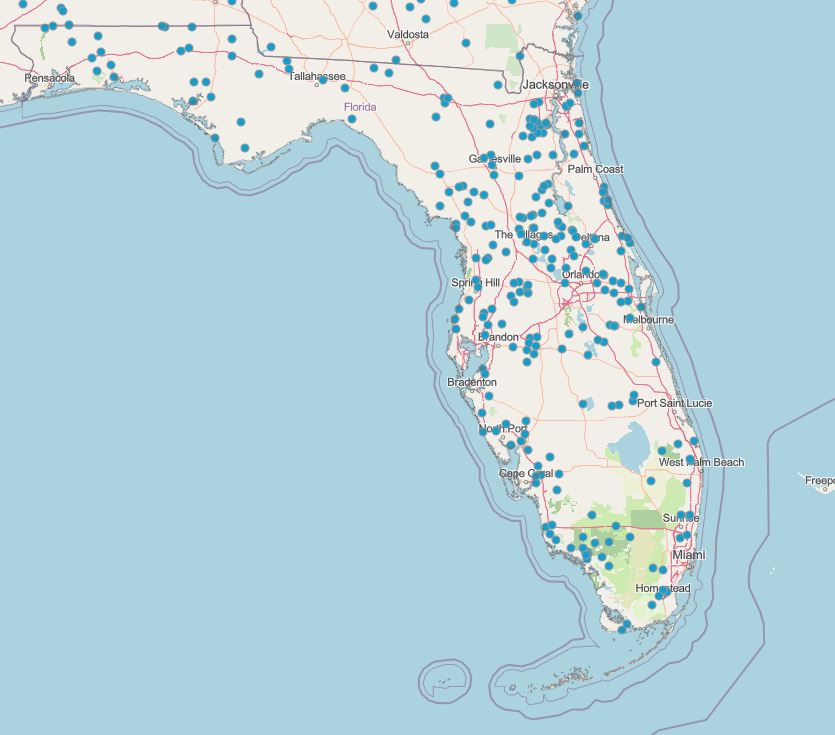 Valdosta
Pensacola
Tallahassee
Jacksonville
Florida
Gainesville
Palm Coast
The Villages
Deltona
Orlando
Spring Hill
Melbourne
Brandon
Bradenton
Port Saint Lucie
North Port
West Palm Beach
Cape Coral
Freepo
Sunrise
Miami
Homestead